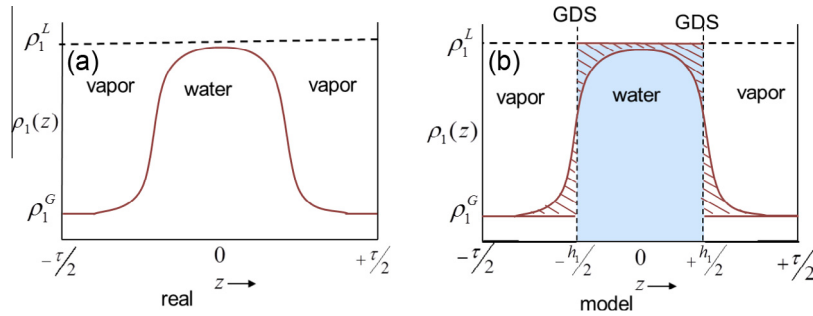 ρ₁ᴸ
(a)
vapor
water
vapor
ρ₁(z)
ρ₁ᴳ
−τ/2
0
+τ/2
z →
real
GDS
GDS
ρ₁ᴸ
(b)
vapor
water
vapor
ρ₁(z)
ρ₁ᴳ
−τ/2
−h₁/2
0
+h₁/2
+τ/2
z →
model